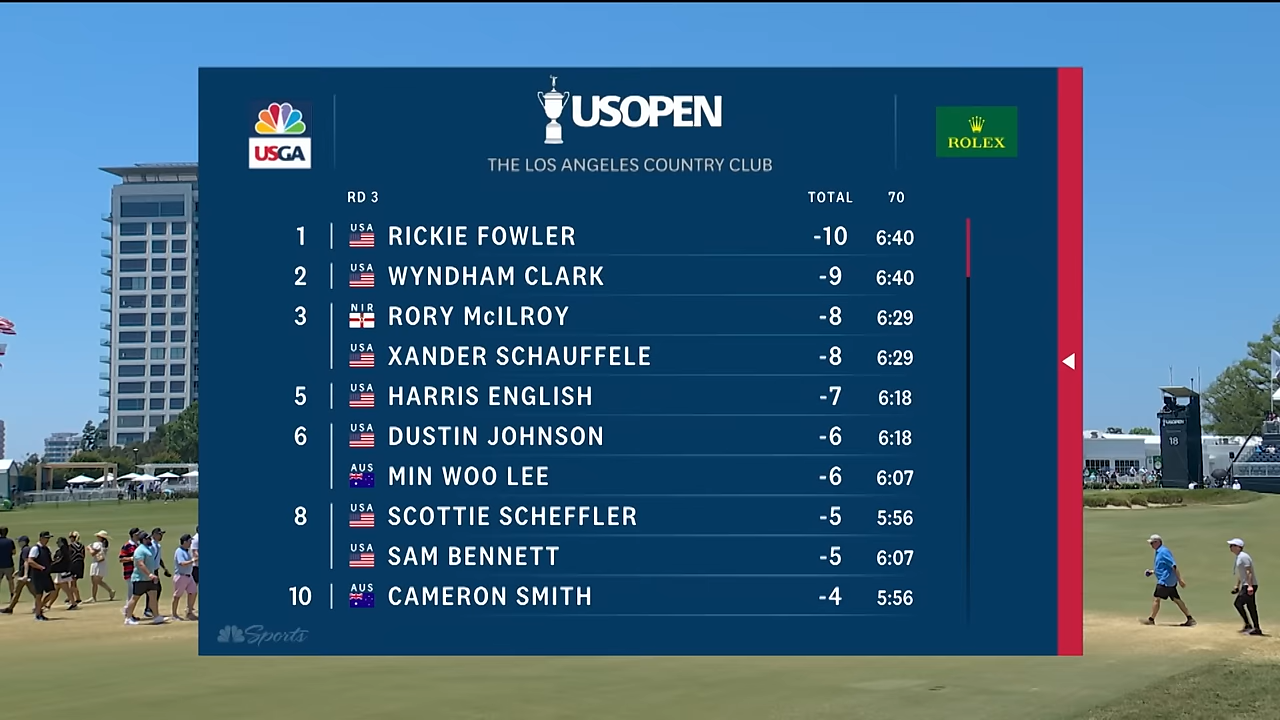 USOPEN
USGA
ROLEX
THE LOS ANGELES COUNTRY CLUB
RD 3 TOTAL 70
1 USA RICKIE FOWLER -10 6:40
2 USA WYNDHAM CLARK -9 6:40
3 NIR RORY McILROY -8 6:29
USA XANDER SCHAUFFELE -8 6:29
5 USA HARRIS ENGLISH -7 6:18
6 USA DUSTIN JOHNSON -6 6:18
AUS MIN WOO LEE -6 6:07
8 USA SCOTTIE SCHEFFLER -5 5:56
USA SAM BENNETT -5 6:07
10 AUS CAMERON SMITH -4 5:56
Sports
USOPEN
18